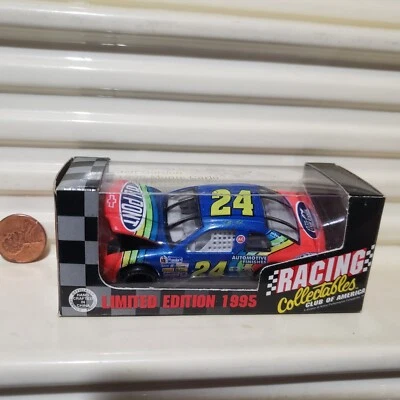 24
DUPONT
24
AUTOMOTIVE
FINISHES
RACING
Collectables
CLUB OF AMERICA
LIMITED EDITION 1995